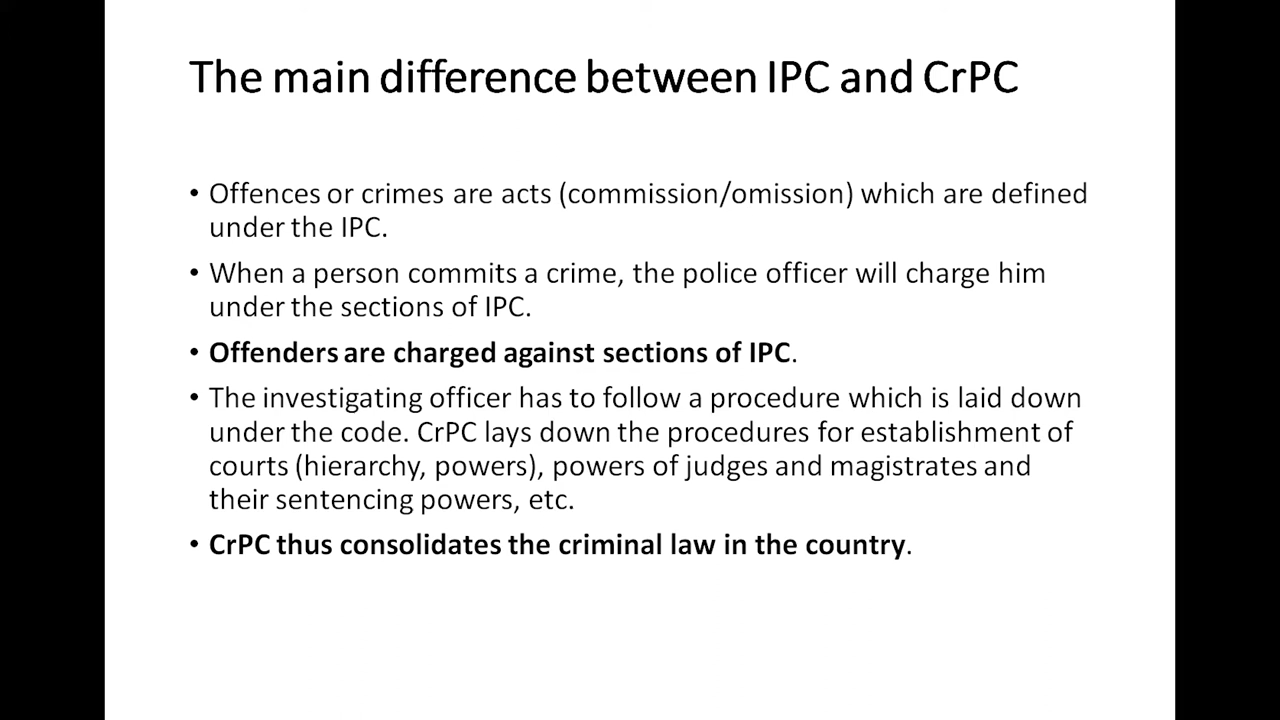 The main difference between IPC and CrPC
• Offences or crimes are acts (commission/omission) which are defined
under the IPC.
• When a person commits a crime, the police officer will charge him
under the sections of IPC.
• Offenders are charged against sections of IPC.
• The investigating officer has to follow a procedure which is laid down
under the code. CrPC lays down the procedures for establishment of
courts (hierarchy, powers), powers of judges and magistrates and
their sentencing powers, etc.
• CrPC thus consolidates the criminal law in the country.